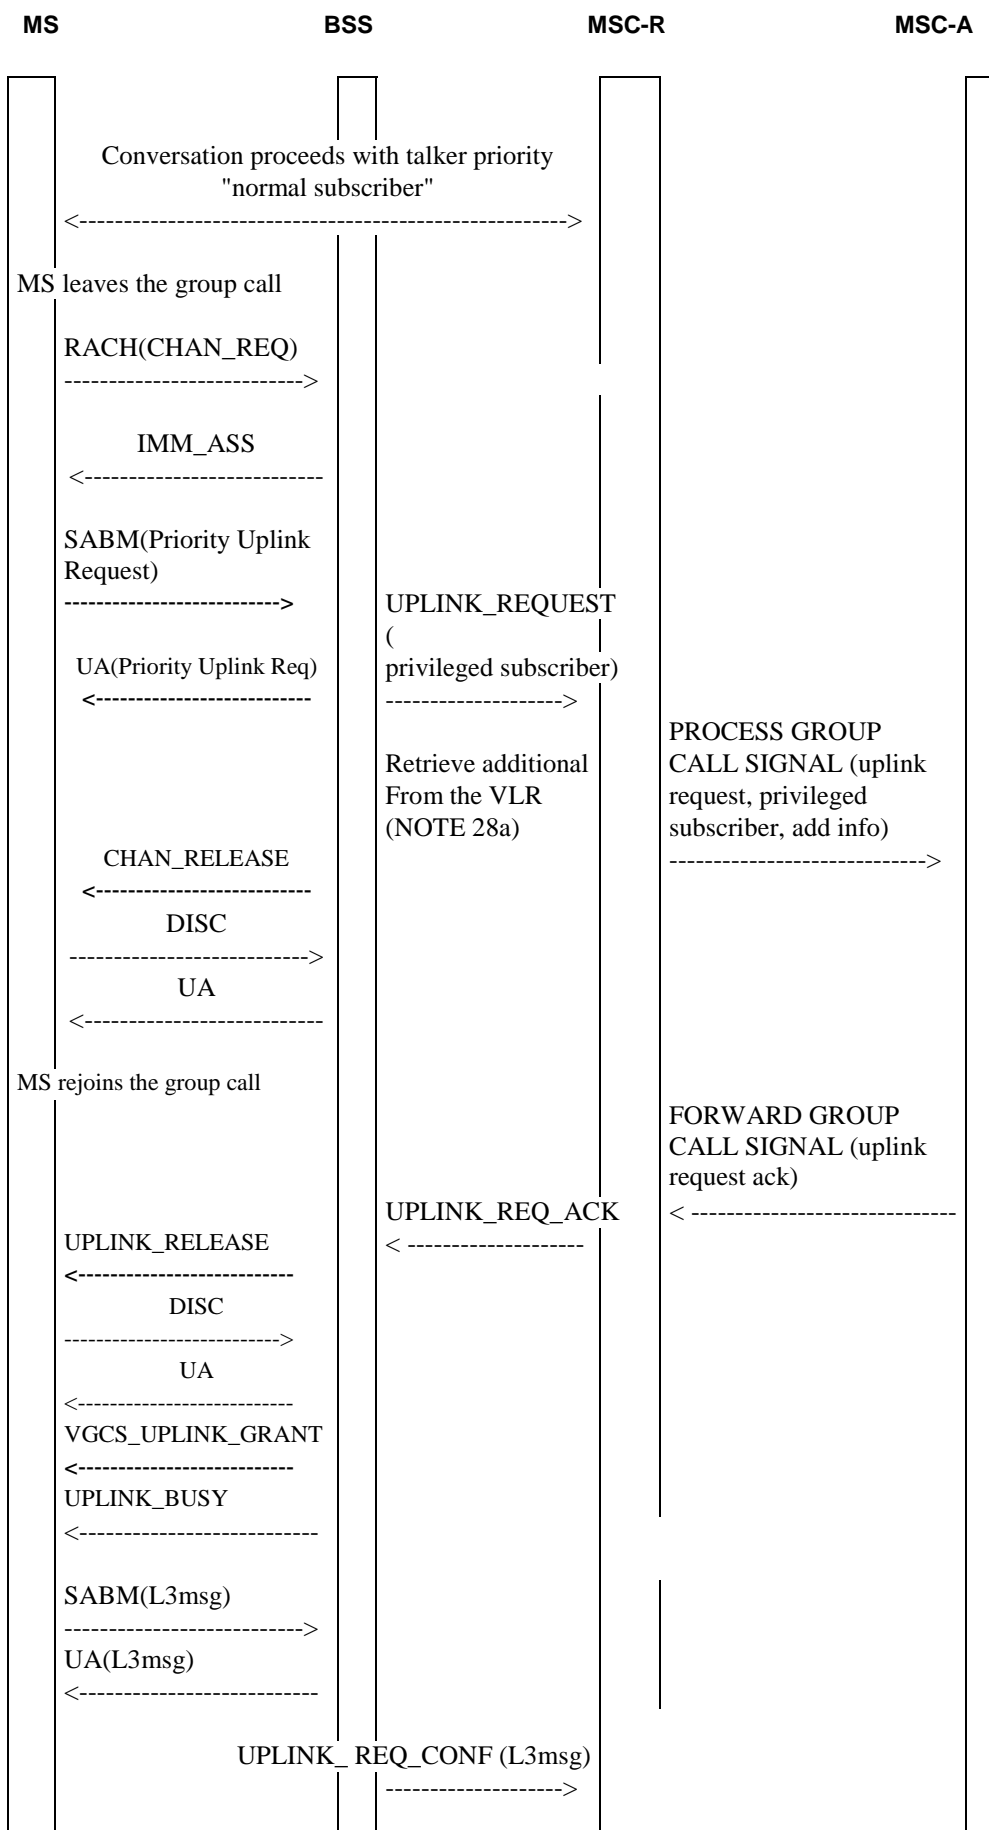 MS BSS MSC-R MSC-A
Conversation proceeds with talker priority
"normal subscriber"
<------------------------------------------------------->
MS leaves the group call
RACH(CHAN_REQ)
--------------------------->
IMM_ASS
<---------------------------
SABM(Priority Uplink
Request)
--------------------------->
UPLINK_REQUEST
(
privileged subscriber)
-------------------->
UA(Priority Uplink Req)
<---------------------------
PROCESS GROUP
CALL SIGNAL (uplink
request, privileged
subscriber, add info)
----------------------------->
Retrieve additional
From the VLR
(NOTE 28a)
CHAN_RELEASE
<---------------------------
DISC
--------------------------->
UA
<---------------------------
MS rejoins the group call
FORWARD GROUP
CALL SIGNAL (uplink
request ack)
< ------------------------------
UPLINK_REQ_ACK
< --------------------
UPLINK_RELEASE
<---------------------------
DISC
------------------------->
UA
<-------------------------
VGCS_UPLINK_GRANT
<---------------------------
UPLINK_BUSY
<---------------------------
SABM(L3msg)
--------------------------->
UA(L3msg)
<---------------------------
UPLINK_ REQ_CONF (L3msg)
-------------------->